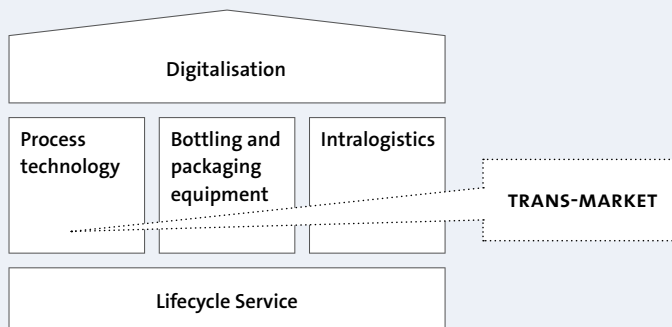 Digitalisation
Process
technology
Bottling and
packaging
equipment
Intralogistics
TRANS-MARKET
Lifecycle Service